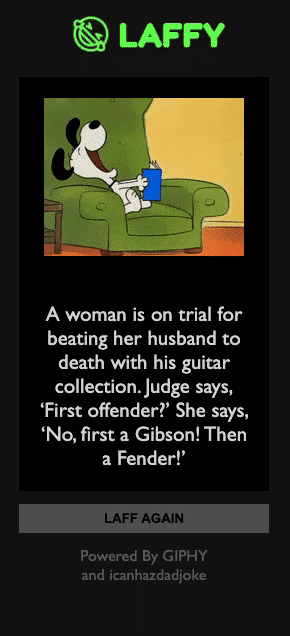 LAFFY
A woman is on trial for
beating her husband to
death with his guitar
collection. Judge says,
‘First offender?’ She says,
‘No, first a Gibson! Then
a Fender!’
LAFF AGAIN
Powered By GIPHY
and icanhazdadjoke